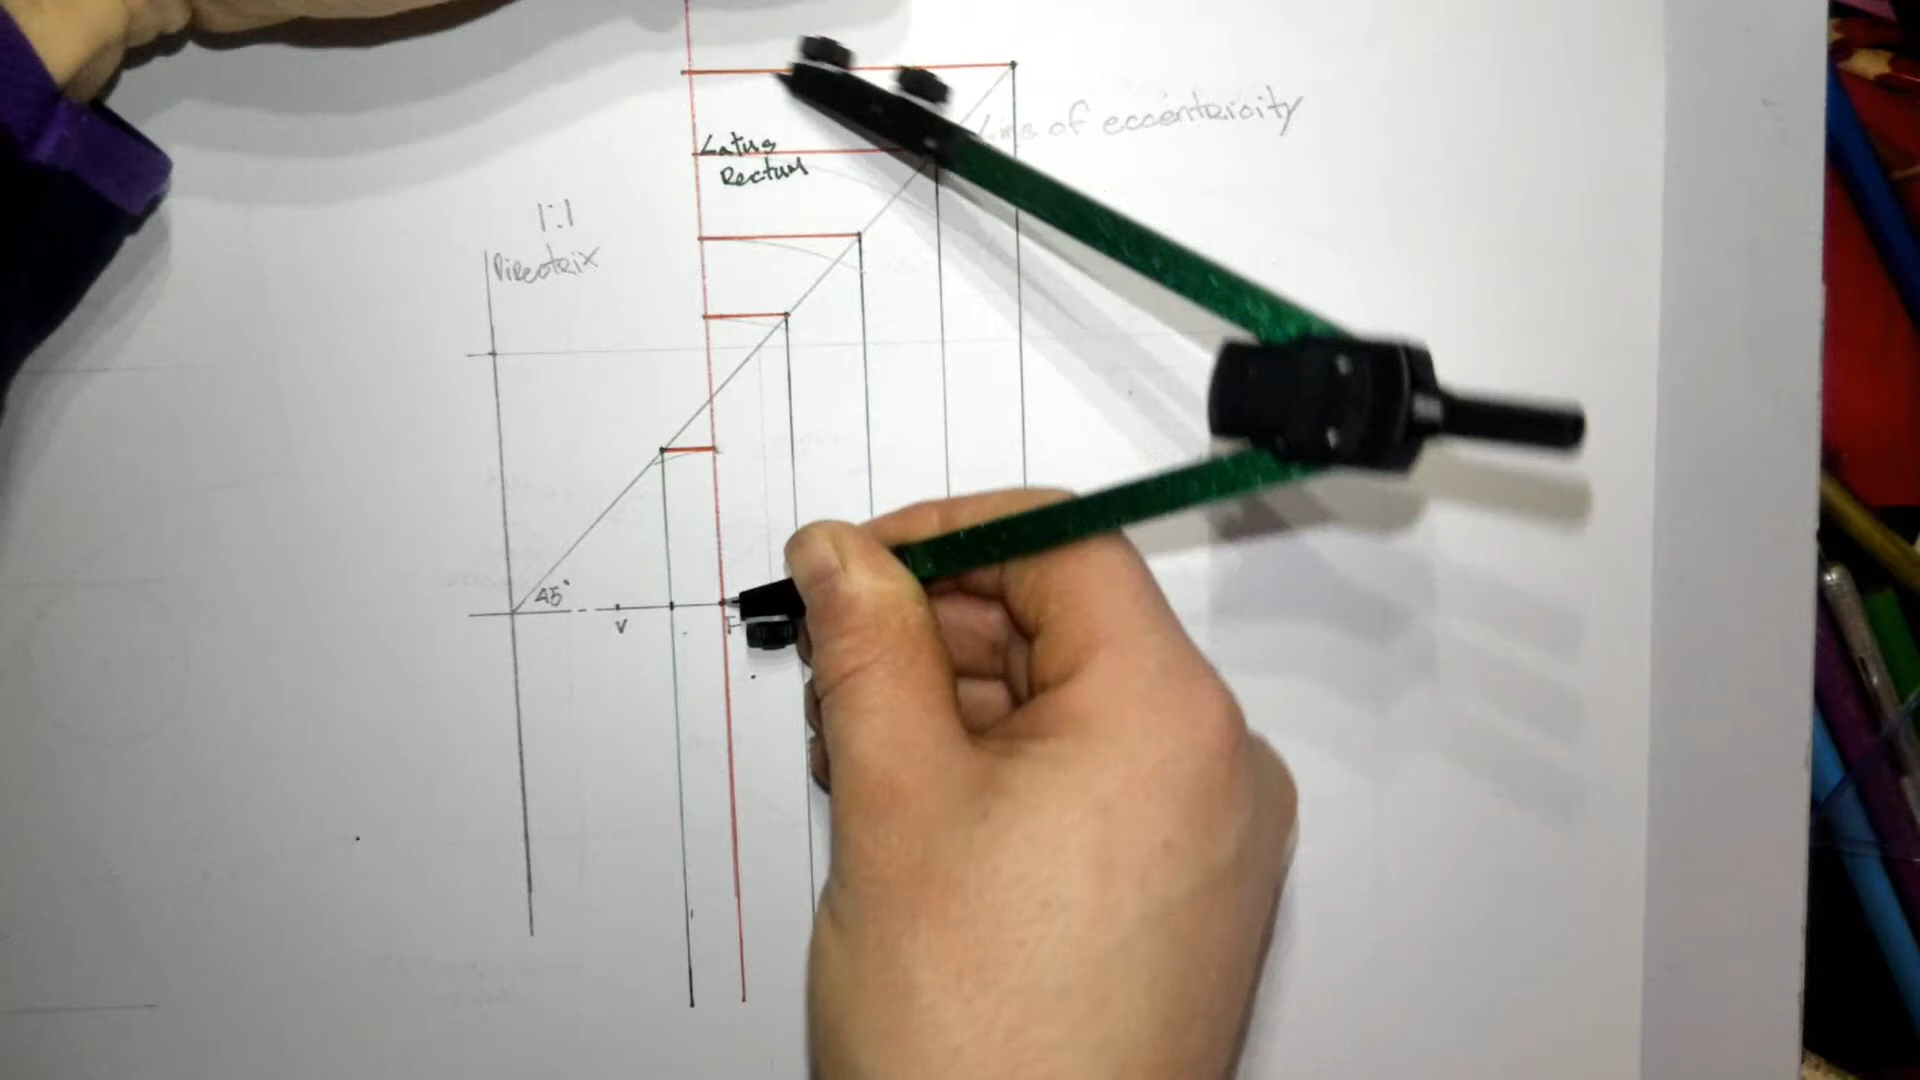 Line of eccentricity
Latus
Rectum
1:1
Directrix
45°
V
F